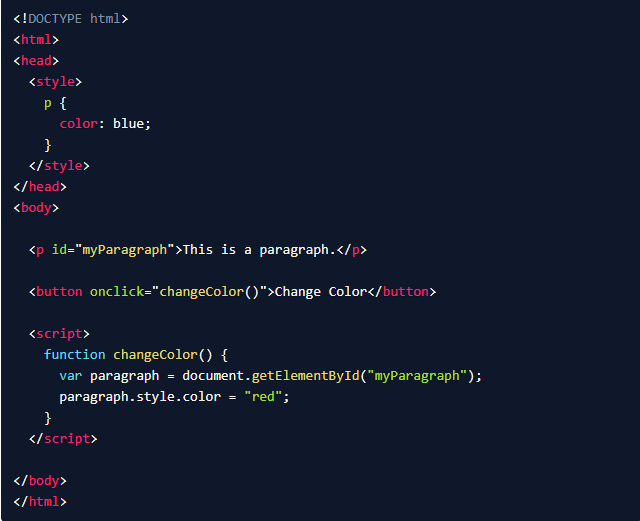 <!DOCTYPE html>
<html>
<head>
  <style>
    p {
      color: blue;
    }
  </style>
</head>
<body>

  <p id="myParagraph">This is a paragraph.</p>

  <button onclick="changeColor()">Change Color</button>

  <script>
    function changeColor() {
      var paragraph = document.getElementById("myParagraph");
      paragraph.style.color = "red";
    }
  </script>

</body>
</html>